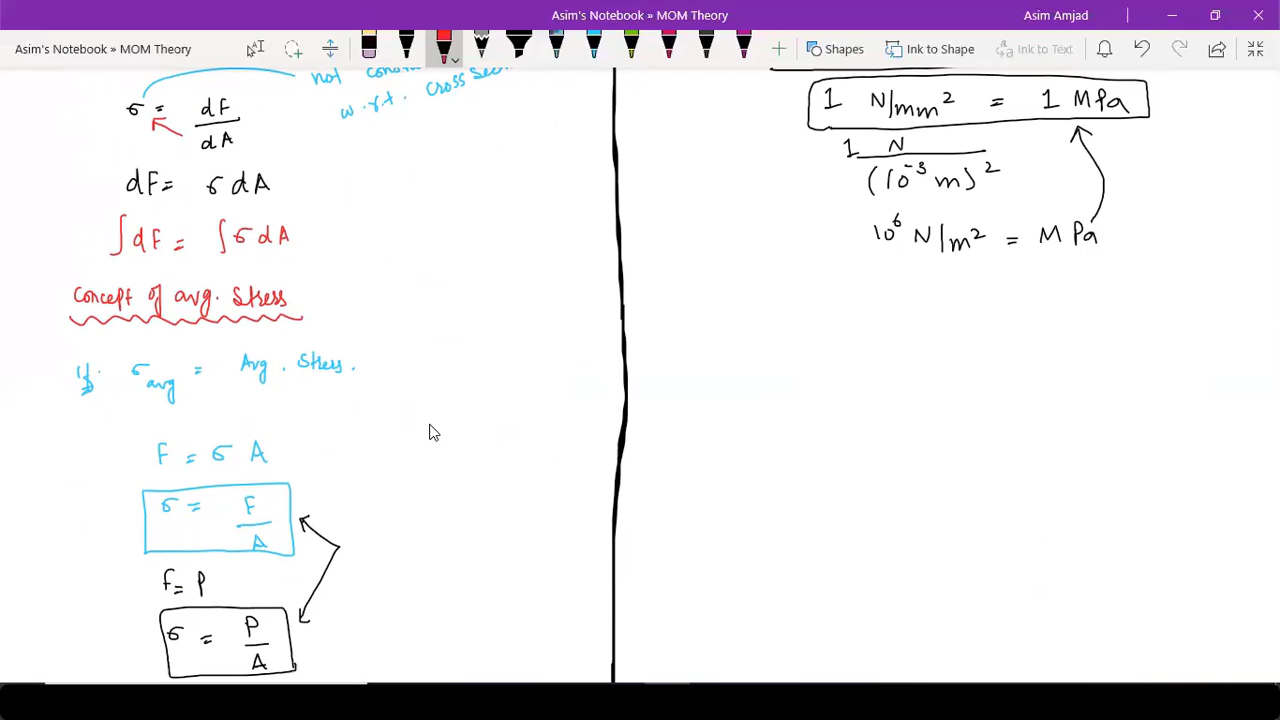 Asim's Notebook » MOM Theory
Asim Amjad
Asim's Notebook » MOM Theory
Shapes
Ink to Shape
Ink to Text
not
w.r.t. cross
σ = dF
dA
dF = σ dA
∫dF = ∫σ dA
Concept of avg. Stress
If σavg = Avg. Stress.
F = σ A
σ = F
A
F = P
σ = P
A
1 N/mm² = 1 MPa
1 N
(10⁻³ m)²
10⁶ N/m² = M Pa